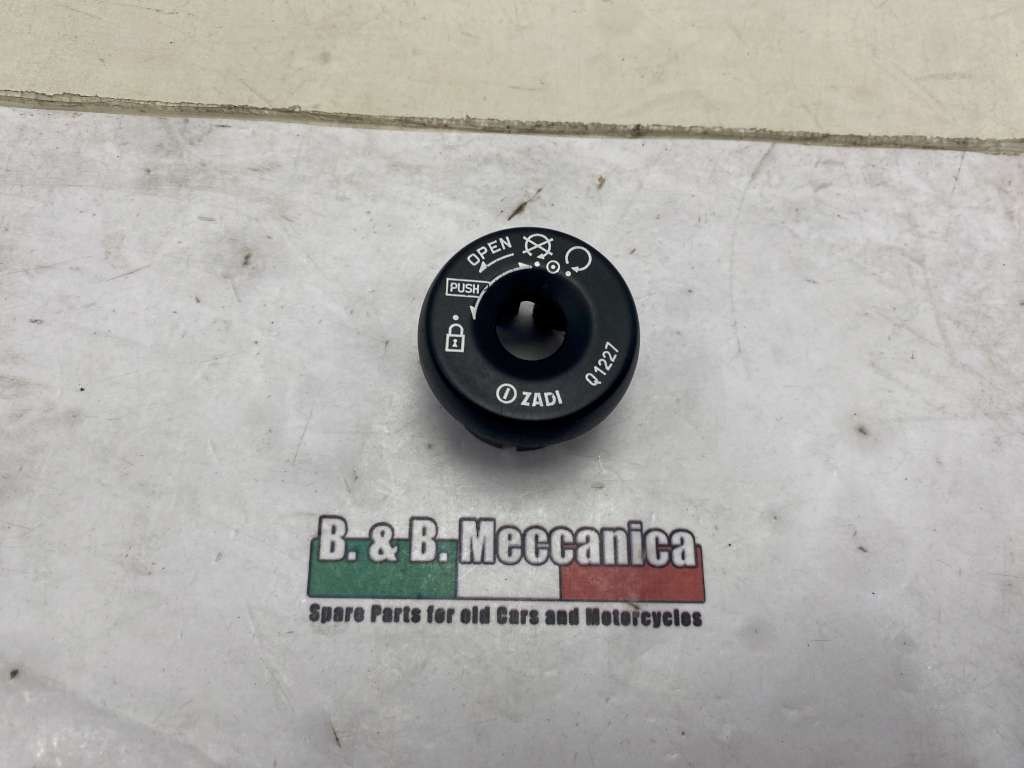 OPEN
PUSH
Q1227
ZADI
B. & B. Meccanica
Spare Parts for old Cars and Motorcycles